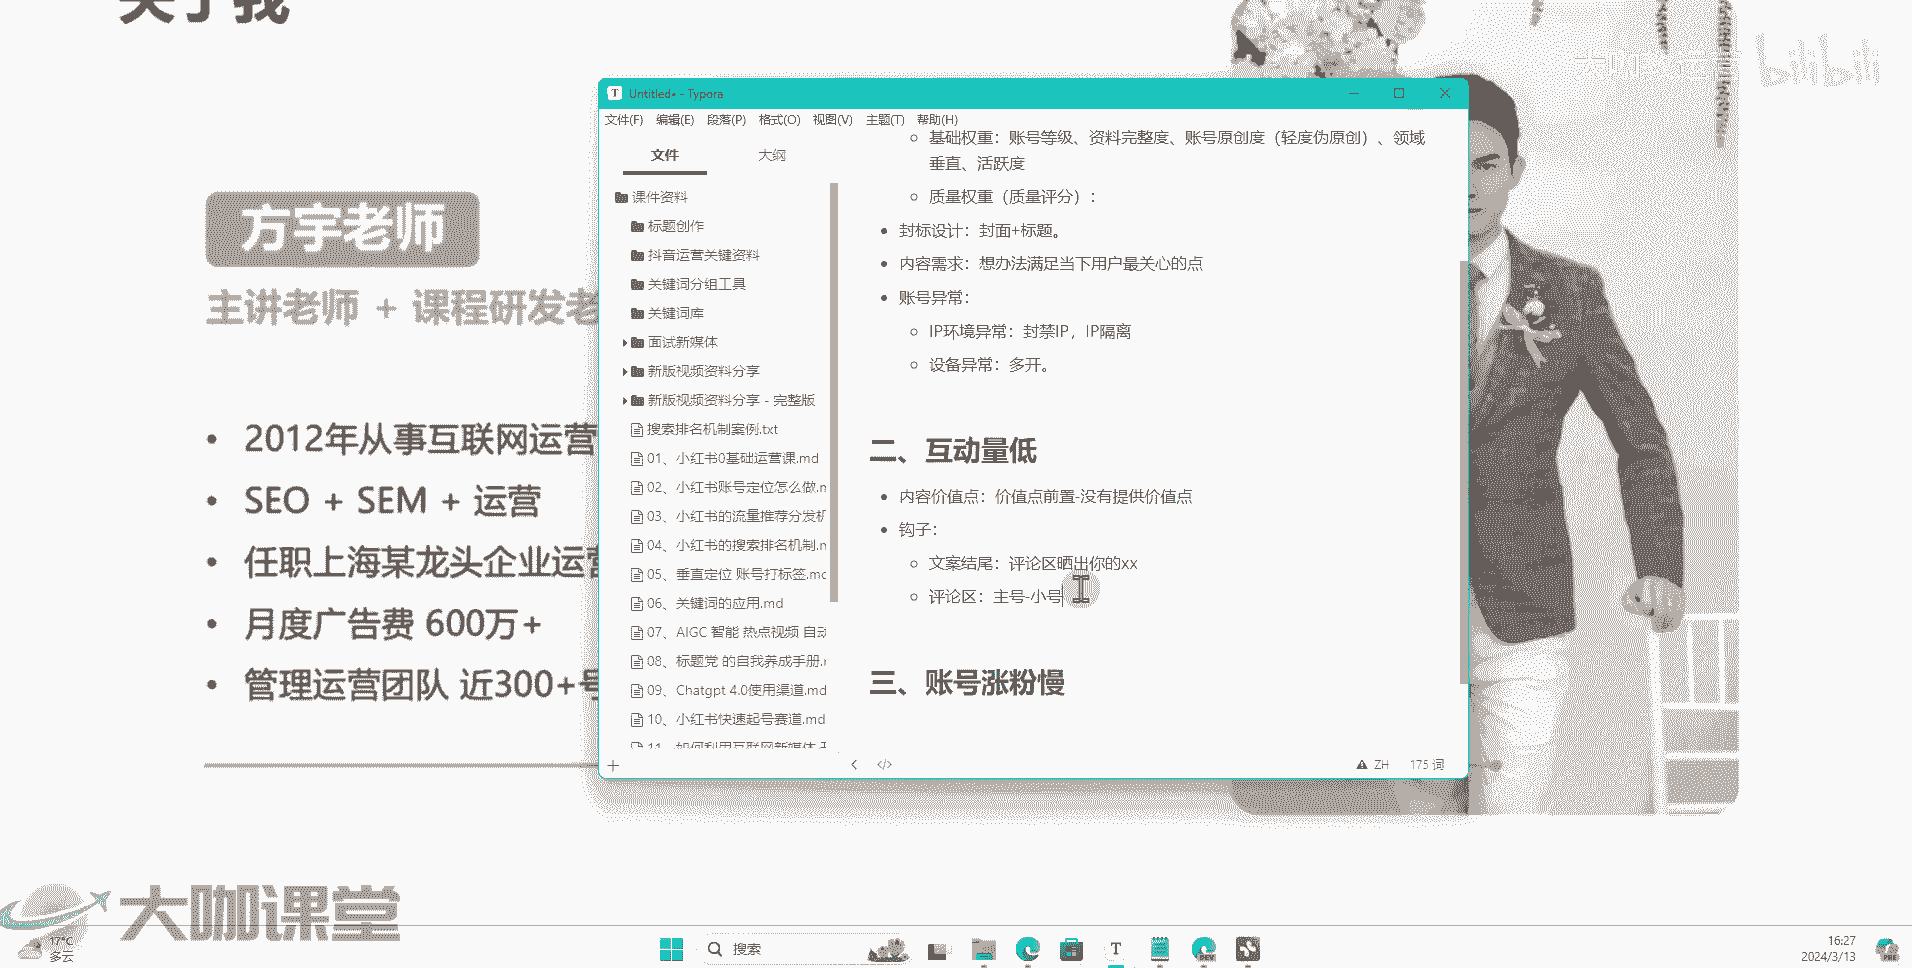 关于我
bilibili
方宇老师
主讲老师 + 课程研发老
2012年从事互联网运营
SEO + SEM + 运营
任职上海某龙头企业运营
月度广告费 600万+
管理运营团队 近300+号
Untitled• - Typora
文件(F) 编辑(E) 段落(P) 格式(O) 视图(V) 主题(T) 帮助(H)
文件 大纲
课件资料
标题创作
抖音运营关键资料
关键词分组工具
关键词库
面试新媒体
新版视频资料分享
新版视频资料分享 - 完整版
搜索排名机制案例.txt
01、小红书0基础运营课.md
02、小红书账号定位怎么做.m
03、小红书的流量推荐分发机
04、小红书的搜索排名机制.m
05、垂直定位 账号打标签.md
06、关键词的应用.md
07、AIGC 智能 热点视频 自动
08、标题党 的自我养成手册.m
09、Chatgpt 4.0使用渠道.md
10、小红书快速起号赛道.md
11、如何利用互联网新媒体
基础权重：账号等级、资料完整度、账号原创度（轻度伪原创）、领域
垂直、活跃度
质量权重（质量评分）：
封标设计：封面+标题。
内容需求：想办法满足当下用户最关心的点
账号异常：
IP环境异常：封禁IP，IP隔离
设备异常：多开。
二、互动量低
内容价值点：价值点前置-没有提供价值点
钩子：
文案结尾：评论区晒出你的xx
评论区：主号-小号
三、账号涨粉慢
ZH 175 词
大咖课堂
17°C
多云
搜索
16:27
2024/3/13